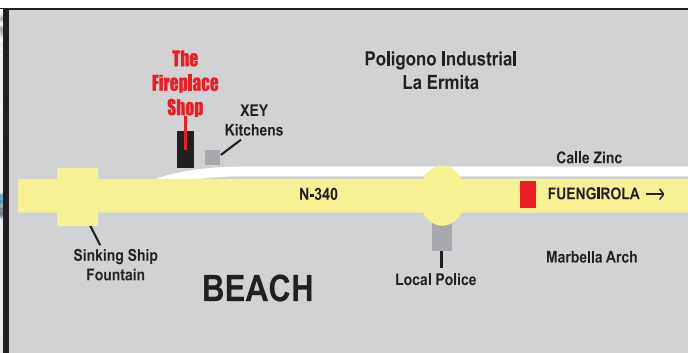 The
Fireplace
Shop
XEY
Kitchens
Poligono Industrial
La Ermita
Calle Zinc
N-340
FUENGIROLA →
Sinking Ship
Fountain
BEACH
Local Police
Marbella Arch